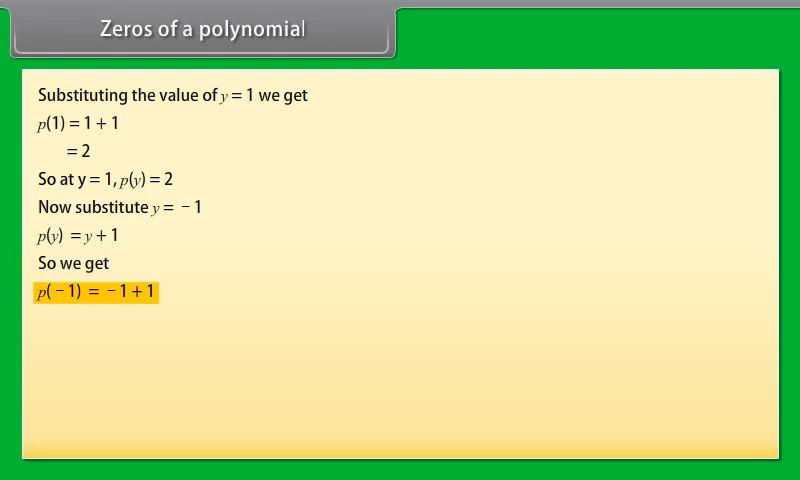 Zeros of a polynomial
Substituting the value of y = 1 we get
p(1) = 1 + 1
= 2
So at y = 1, p(y) = 2
Now substitute y = − 1
p(y) = y + 1
So we get
p( − 1) = − 1 + 1